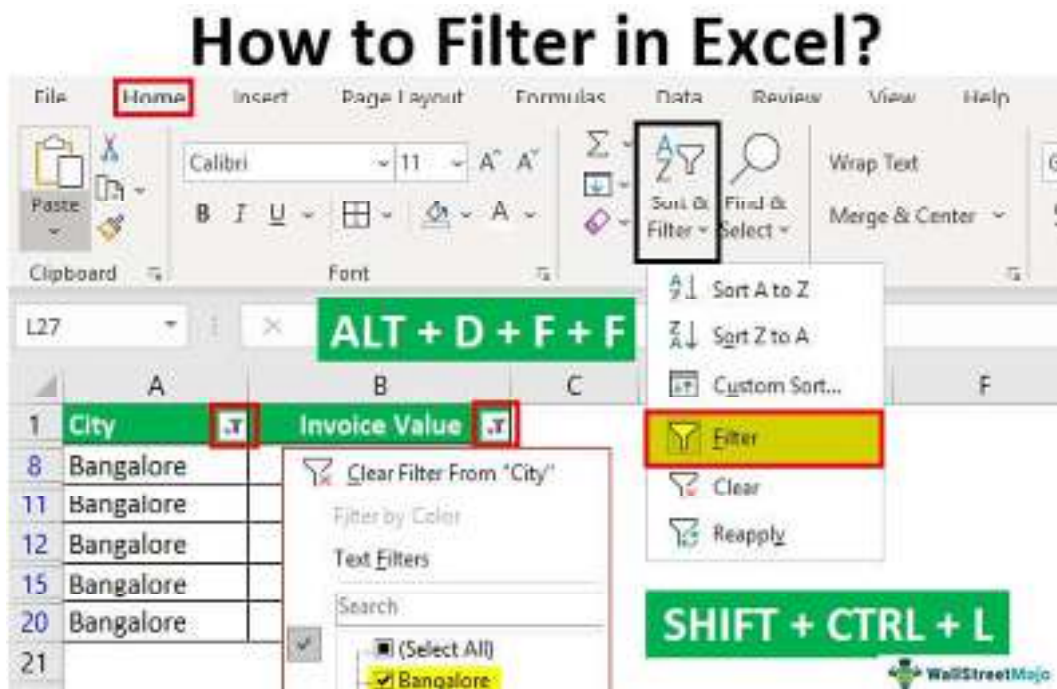 How to Filter in Excel?
File Home Insert Page Layout Formulas Data Review View Help
Calibri 11 A^ A˅
Paste
B I U A
Sort & Filter
Find & Select
Wrap Text
Merge & Center
Clipboard Font
L27
ALT + D + F + F
Sort A to Z
Sort Z to A
Custom Sort...
Filter
Clear
Reapply
A B C F
1 City Invoice Value
8 Bangalore
11 Bangalore
12 Bangalore
15 Bangalore
20 Bangalore
21
Clear Filter From "City"
Filter by Color
Text Filters
Search
(Select All)
Bangalore
SHIFT + CTRL + L
WallStreetMojo